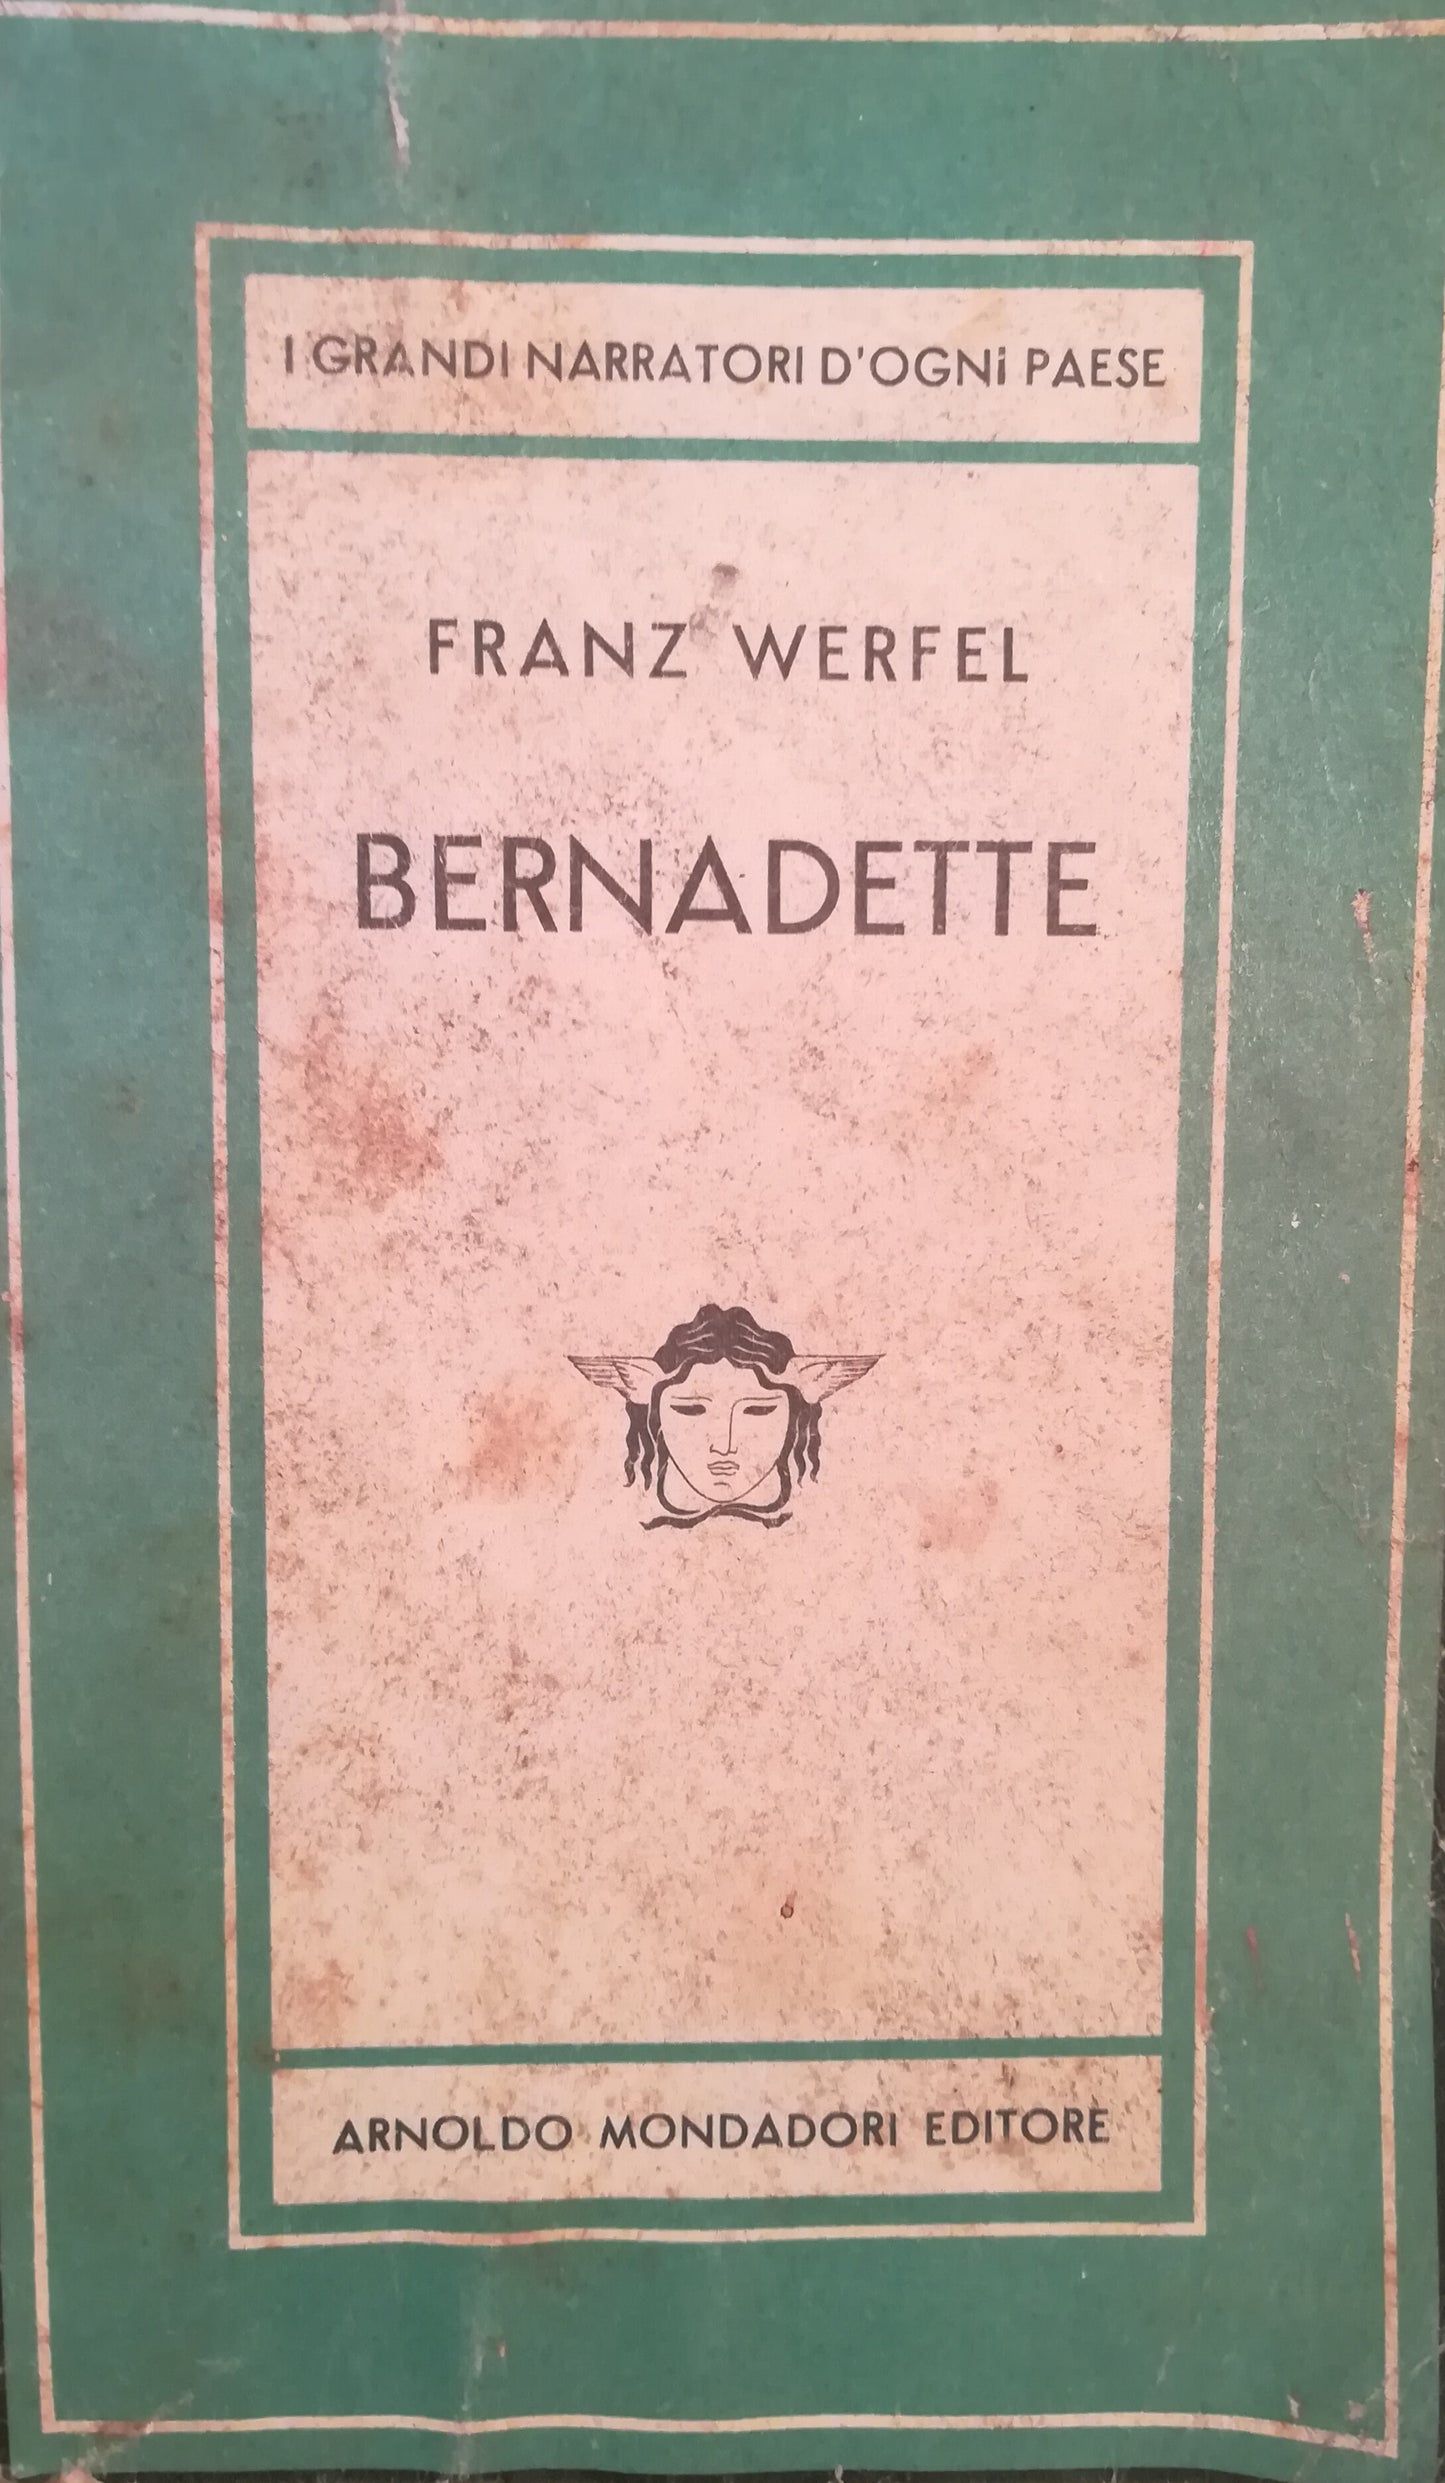 I GRANDI NARRATORI D'OGNi PAESE
FRANZ WERFEL
BERNADETTE
ARNOLDO MONDADORI EDITORE